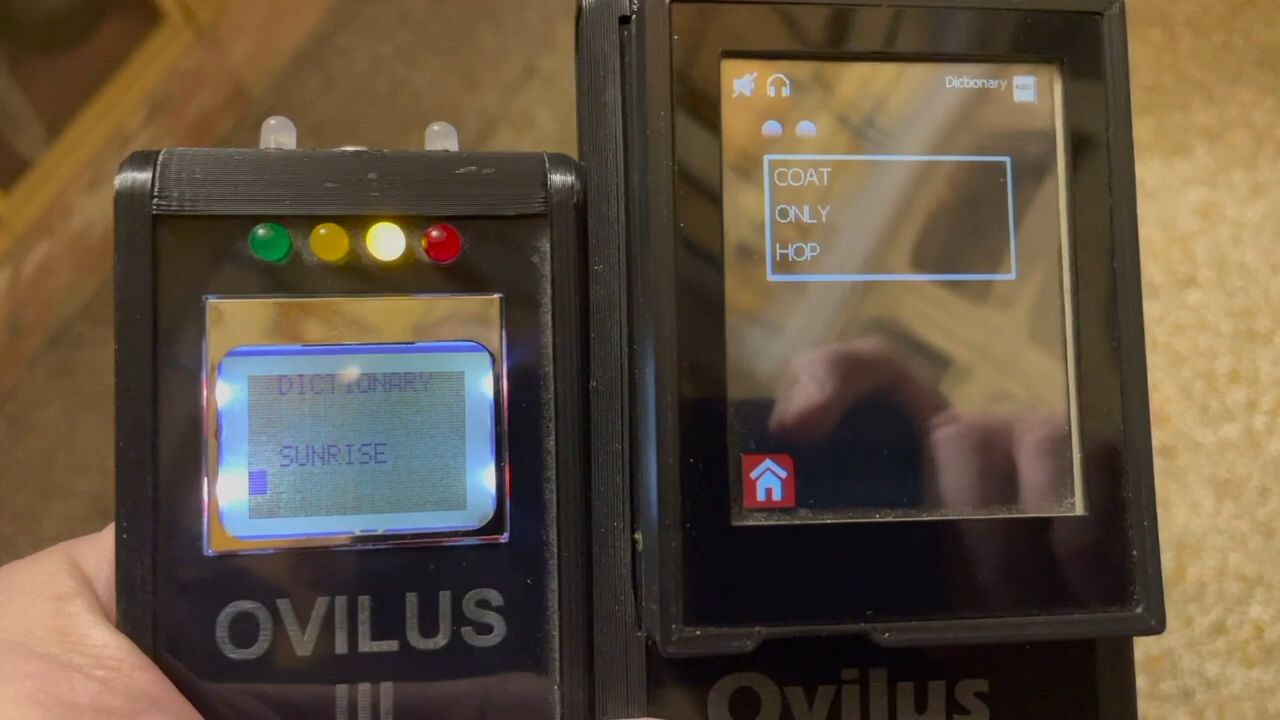 DICTIONARY
SUNRISE
OVILUS
III
Dictionary
COAT
ONLY
HOP
Ovilus